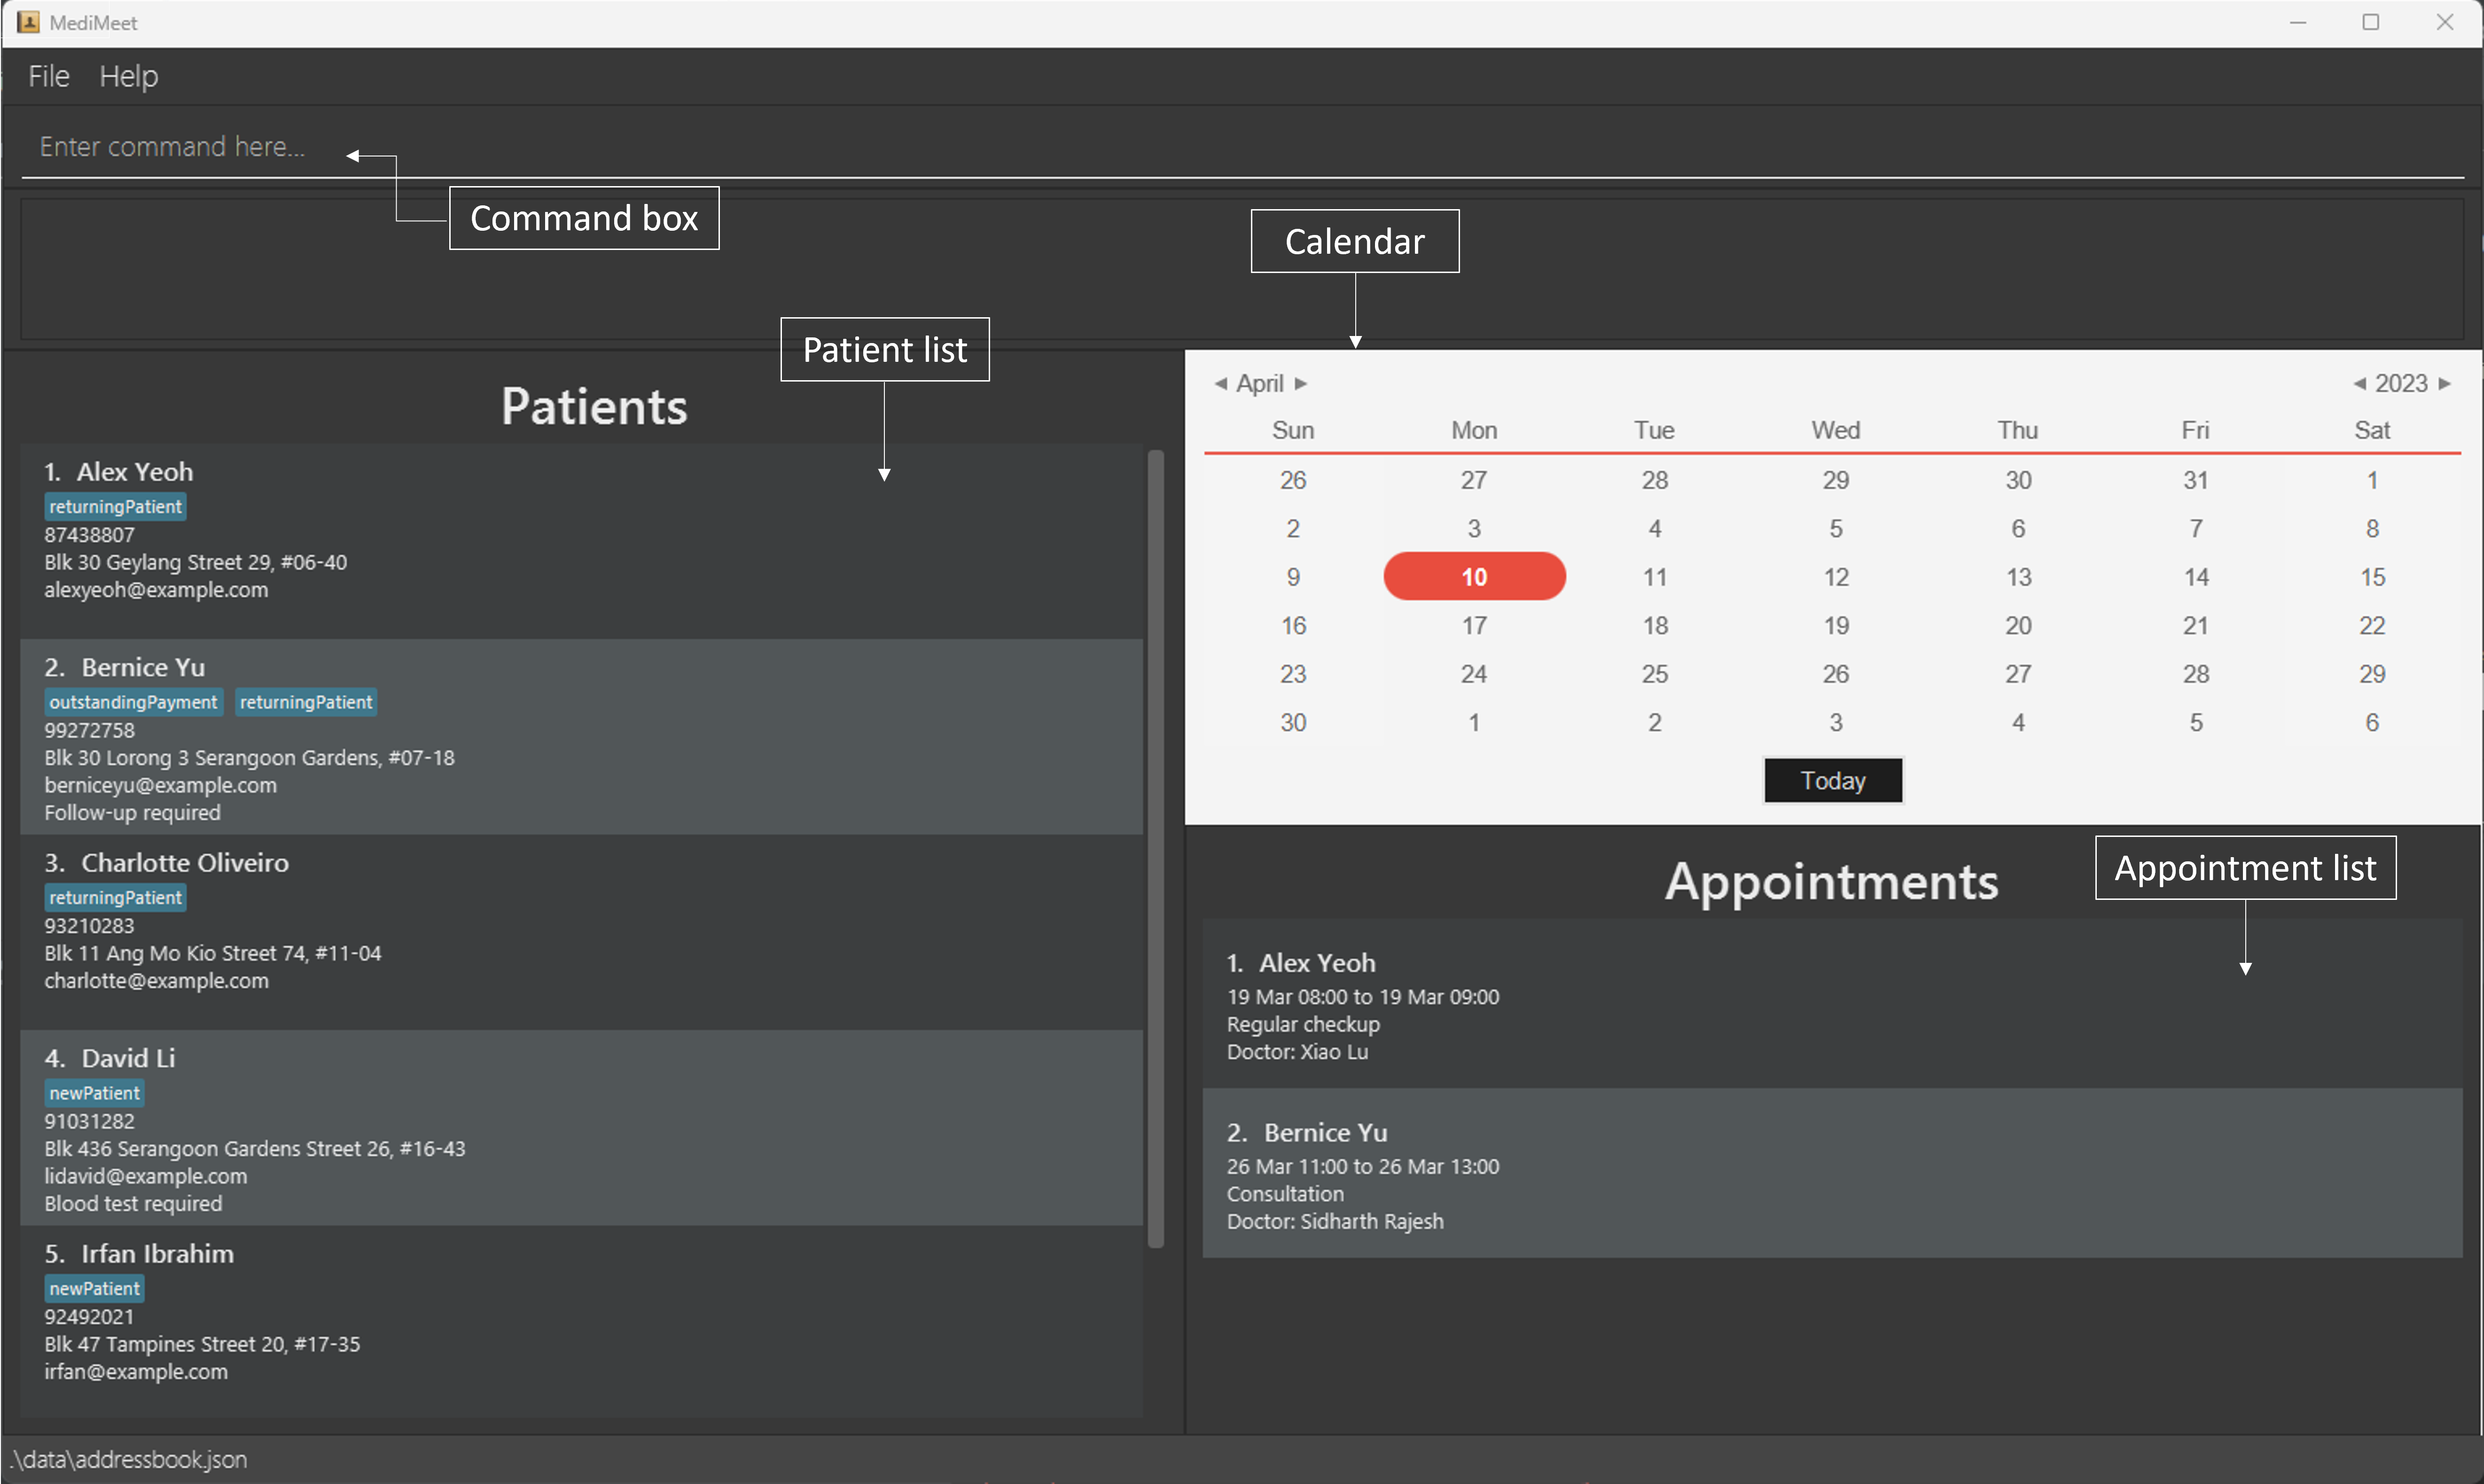 MediMeet
File Help
Enter command here...
Command box
Calendar
Patient list
Patients
1. Alex Yeoh
returningPatient
87438807
Blk 30 Geylang Street 29, #06-40
alexyeoh@example.com
2. Bernice Yu
outstandingPayment returningPatient
99272758
Blk 30 Lorong 3 Serangoon Gardens, #07-18
berniceyu@example.com
Follow-up required
3. Charlotte Oliveiro
returningPatient
93210283
Blk 11 Ang Mo Kio Street 74, #11-04
charlotte@example.com
4. David Li
newPatient
91031282
Blk 436 Serangoon Gardens Street 26, #16-43
lidavid@example.com
Blood test required
5. Irfan Ibrahim
newPatient
92492021
Blk 47 Tampines Street 20, #17-35
irfan@example.com
April 2023
Sun Mon Tue Wed Thu Fri Sat
26 27 28 29 30 31 1
2 3 4 5 6 7 8
9 10 11 12 13 14 15
16 17 18 19 20 21 22
23 24 25 26 27 28 29
30 1 2 3 4 5 6
Today
Appointments
Appointment list
1. Alex Yeoh
19 Mar 08:00 to 19 Mar 09:00
Regular checkup
Doctor: Xiao Lu
2. Bernice Yu
26 Mar 11:00 to 26 Mar 13:00
Consultation
Doctor: Sidharth Rajesh
.\data\addressbook.json